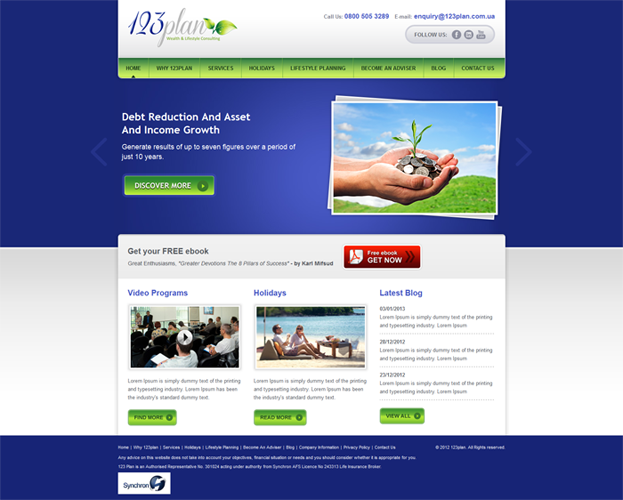 123plan
Wealth & Lifestyle Consulting
Call Us: 0800 505 3289 E-mail: enquiry@123plan.com.ua
FOLLOW US:
HOME WHY 123PLAN SERVICES HOLIDAYS LIFESTYLE PLANNING BECOME AN ADVISER BLOG CONTACT US
Debt Reduction And Asset
And Income Growth
Generate results of up to seven figures over a period of
just 10 years.
DISCOVER MORE
Get your FREE ebook
Great Enthusiasms, "Greater Devotions The 8 Pillars of Success" - by Karl Mifsud
Free ebook
GET NOW
Video Programs
Lorem Ipsum is simply dummy text of the printing
and typesetting industry. Lorem Ipsum has been
the industry's standard dummy text.
FIND MORE
Holidays
Lorem Ipsum is simply dummy text of the printing
and typesetting industry. Lorem Ipsum has been
the industry's standard dummy text.
READ MORE
Latest Blog
03/01/2013
Lorem Ipsum is simply dummy text of the printing
and typesetting industry. Lorem Ipsum
28/12/2012
Lorem Ipsum is simply dummy text of the printing
and typesetting industry.
23/12/2012
Lorem Ipsum is simply dummy text of the printing
and typesetting industry. Lorem Ipsum
VIEW ALL
Home | Why 123plan | Services | Holidays | Lifestyle Planning | Become An Adviser | Blog | Company Information | Privacy Policy | Contact Us
© 2012 123plan. All Rights reserved.
Any advice on this website does not take into account your objectives, financial situation or needs and you should consider whether it is appropriate for you.
123 Plan is an Authorised Representative No. 301624 acting under authority from Synchron AFS Licence No 243313 Life Insurance Broker.
Synchron